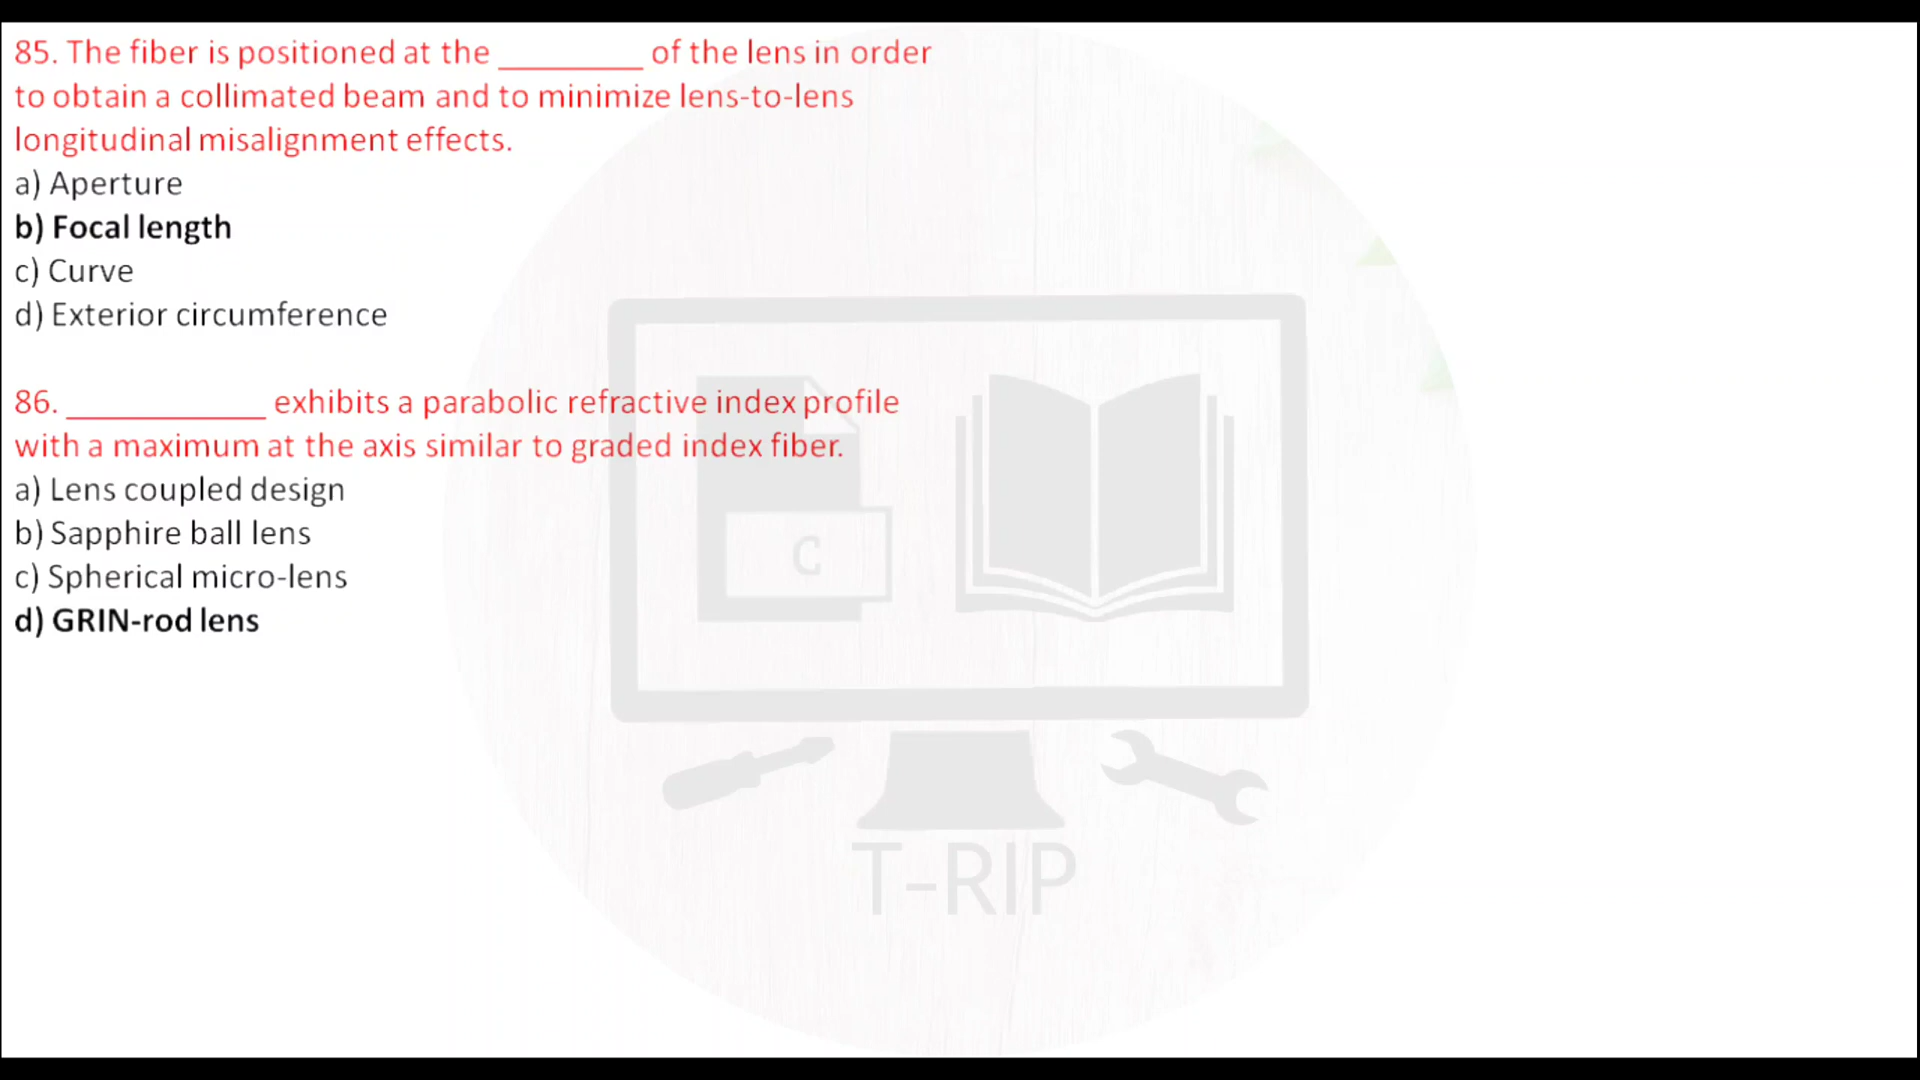 85. The fiber is positioned at the _________ of the lens in order
to obtain a collimated beam and to minimize lens-to-lens
longitudinal misalignment effects.
a) Aperture
b) Focal length
c) Curve
d) Exterior circumference
86. ____________ exhibits a parabolic refractive index profile
with a maximum at the axis similar to graded index fiber.
a) Lens coupled design
b) Sapphire ball lens
c) Spherical micro-lens
d) GRIN-rod lens
C
T-RIP